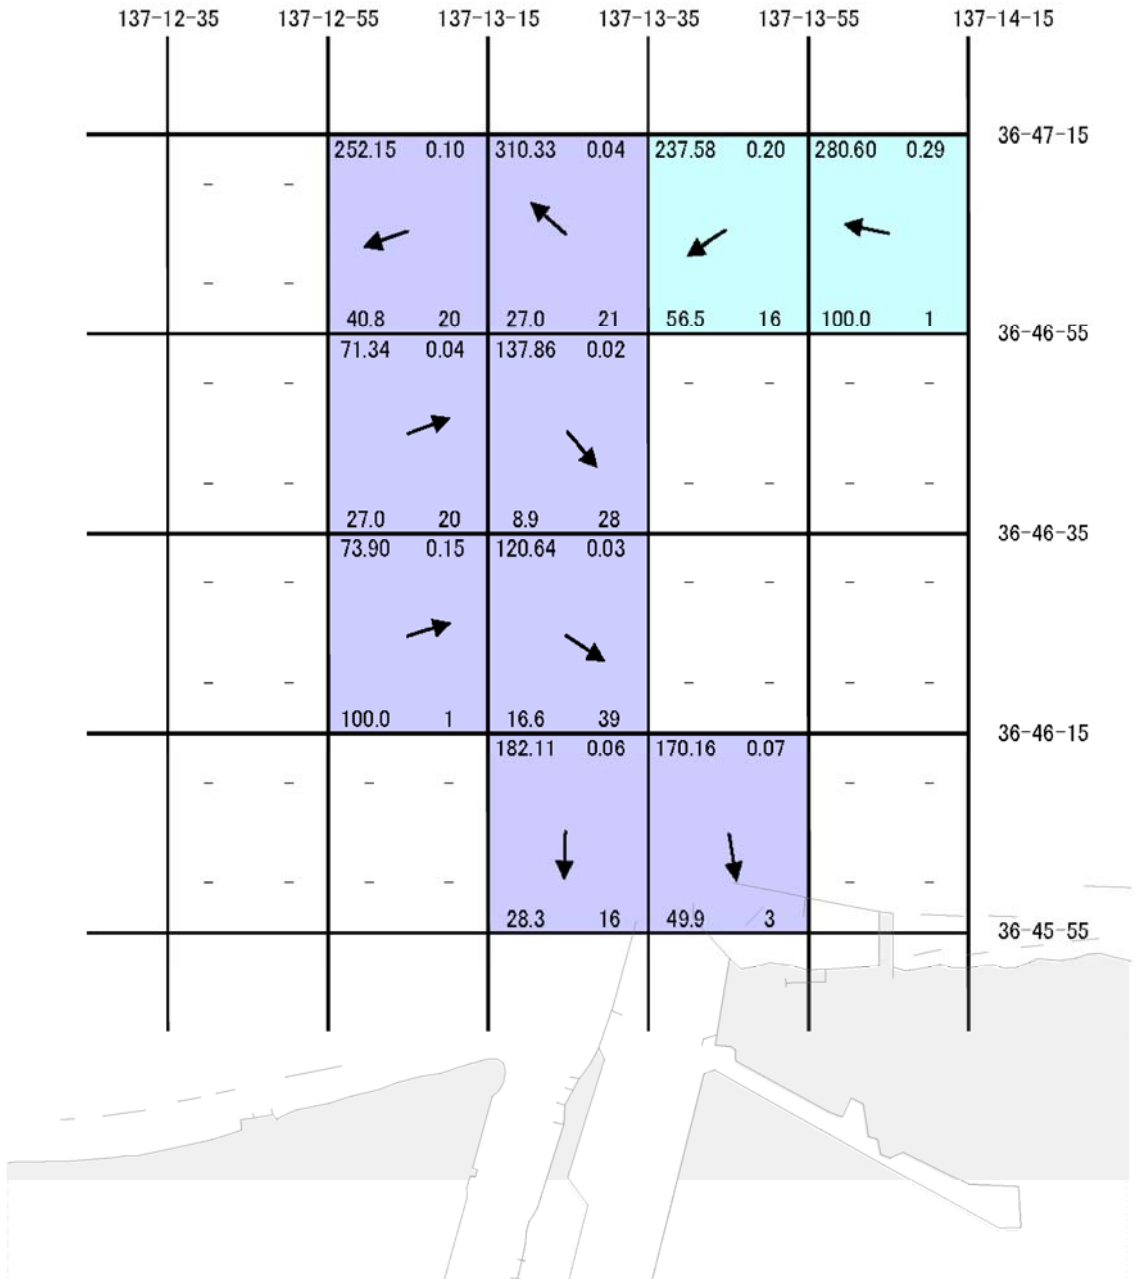 137-12-35 137-12-55 137-13-15 137-13-35 137-13-55 137-14-15
36-47-15
252.15 0.10 310.33 0.04 237.58 0.20 280.60 0.29
- -
- -
40.8 20 27.0 21 56.5 16 100.0 1
36-46-55
71.34 0.04 137.86 0.02
- - - - - -
- - - - - -
27.0 20 8.9 28
36-46-35
73.90 0.15 120.64 0.03
- - - - - -
- - - - - -
100.0 1 16.6 39
36-46-15
182.11 0.06 170.16 0.07
- - - - - -
- - - - - -
28.3 16 49.9 3
36-45-55